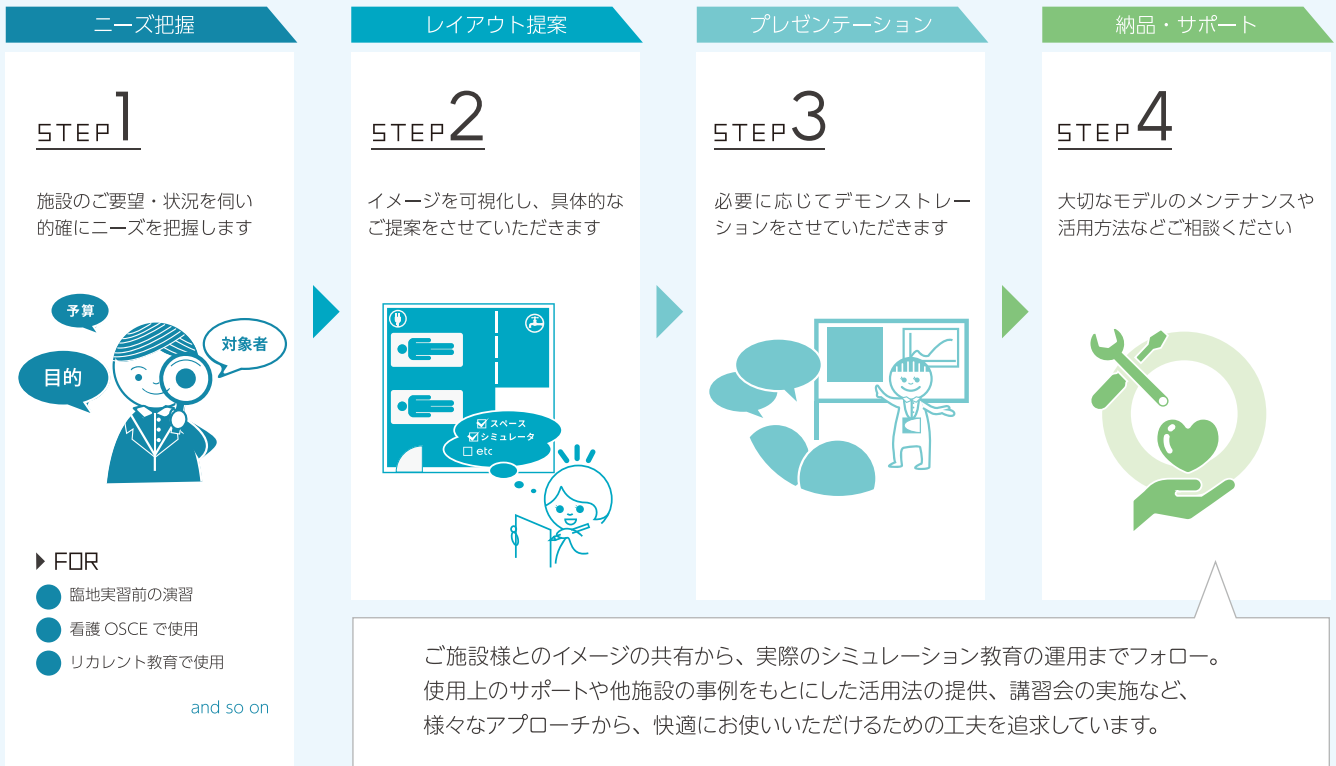 ニーズ把握
STEP 1
施設のご要望・状況を伺い
的確にニーズを把握します
予算
対象者
目的
FOR
臨地実習前の演習
看護 OSCE で使用
リカレント教育で使用
and so on
レイアウト提案
STEP 2
イメージを可視化し、具体的な
ご提案をさせていただきます
スペース
シミュレータ
etc
プレゼンテーション
STEP 3
必要に応じてデモンストレー
ションをさせていただきます
納品・サポート
STEP 4
大切なモデルのメンテナンスや
活用方法などご相談ください
ご施設様とのイメージの共有から、実際のシミュレーション教育の運用までフォロー。
使用上のサポートや他施設の事例をもとにした活用法の提供、講習会の実施など、
様々なアプローチから、快適にお使いいただけるための工夫を追求しています。